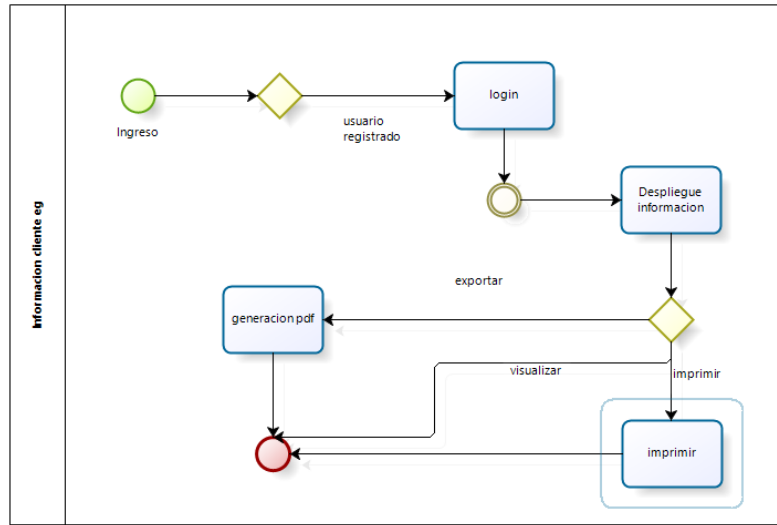 Informacion cliente eg
Ingreso
usuario
registrado
login
Despliegue
informacion
exportar
generacion pdf
visualizar
imprimir
imprimir